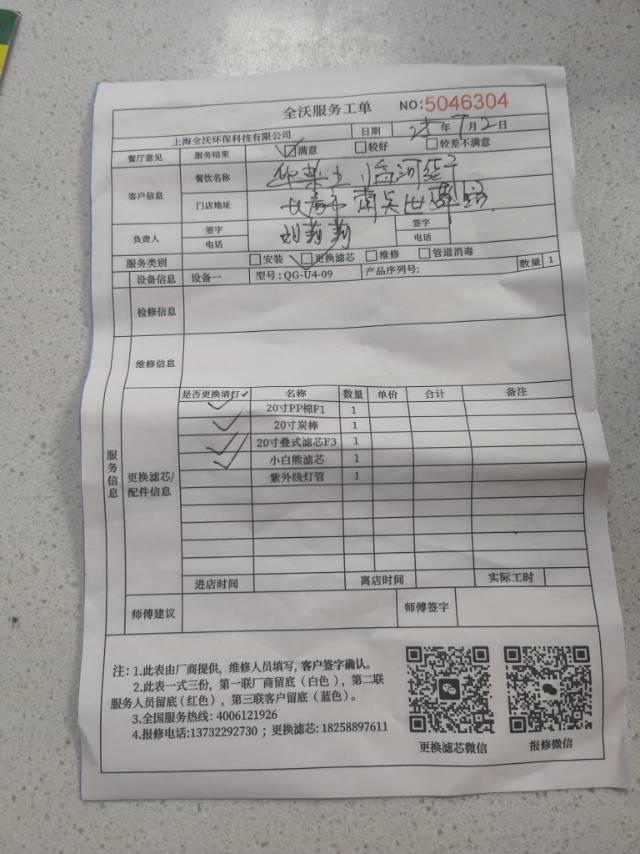 全沃服务工单 NO:5046304
上海全沃环保科技有限公司 日期 25年7月2日
餐厅意见 服务结果 ☑满意 □较好 □较差不满意
客户信息 餐饮名称
门店地址 长春市南关区
负责人 签字 刘莉莉 签字
电话 电话
服务类别 □安装 ☑更换滤芯 □维修 □管道消毒
设备信息 设备一 型号:QG-U4-09 产品序列号: 数量 1
检修信息
维修信息
服务信息
更换滤芯/配件信息
是否更换请打✓ 名称 数量 单价 合计 备注
✓ 20寸PP棉F1 1
✓ 20寸炭棒 1
✓ 20寸叠式滤芯F3 1
✓ 小白熊滤芯 1
紫外线灯管 1
进店时间 离店时间 实际工时
师傅建议 师傅签字
注:1.此表由厂商提供,维修人员填写,客户签字确认。
2.此表一式三份,第一联厂商留底(白色),第二联
服务人员留底(红色),第三联客户留底(蓝色)。
3.全国服务热线:4006121926
4.报修电话:13732292730;更换滤芯:18258897611
更换滤芯微信 报修微信